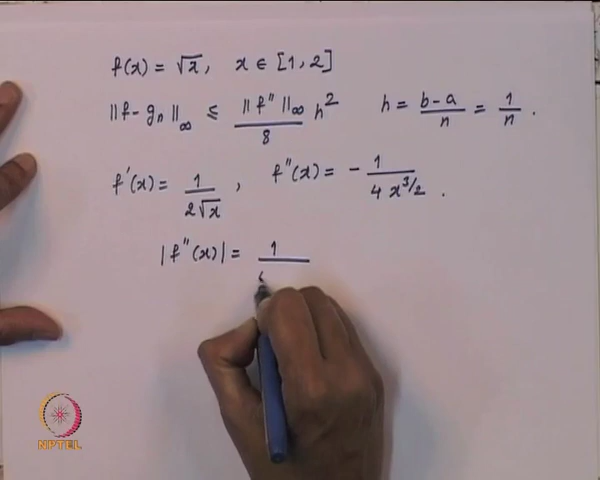 f(x) = √x, x ∈ [1, 2]
||f - gₙ||∞ ≤ ||f''||∞ / 8 h² h = b-a / n = 1 / n .
f'(x) = 1 / 2√x , f''(x) = - 1 / 4 x^3/2 .
|f''(x)| = 1 /
NPTEL